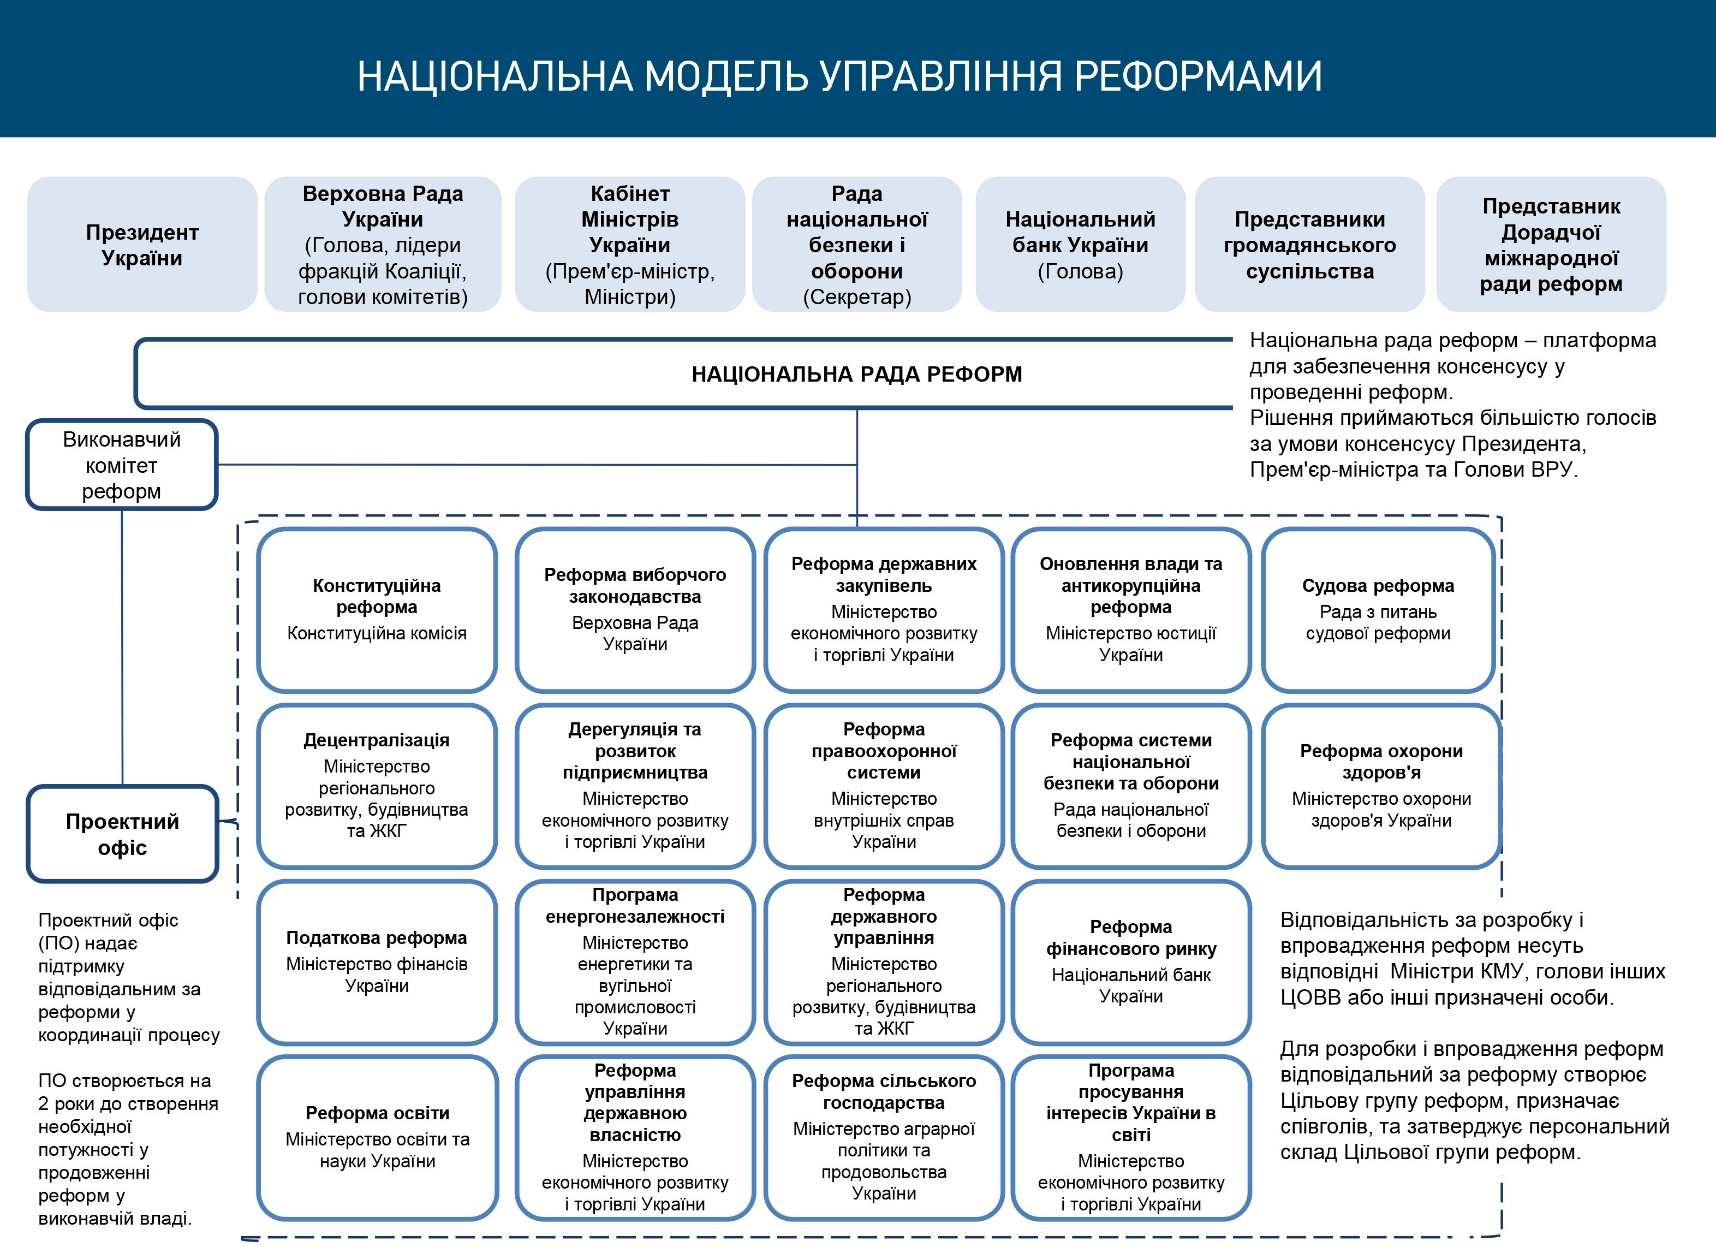 НАЦІОНАЛЬНА МОДЕЛЬ УПРАВЛІННЯ РЕФОРМАМИ
Президент
України
Верховна Рада
України
(Голова, лідери
фракцій Коаліції,
голови комітетів)
Кабінет
Міністрів
України
(Прем'єр-міністр,
Міністри)
Рада
національної
безпеки і
оборони
(Секретар)
Національний
банк України
(Голова)
Представники
громадянського
суспільства
Представник
Дорадчої
міжнародної
ради реформ
НАЦІОНАЛЬНА РАДА РЕФОРМ
Національна рада реформ – платформа
для забезпечення консенсусу у
проведенні реформ.
Рішення приймаються більшістю голосів
за умови консенсусу Президента,
Прем'єр-міністра та Голови ВРУ.
Виконавчий
комітет
реформ
Конституційна
реформа
Конституційна комісія
Реформа виборчого
законодавства
Верховна Рада
України
Реформа державних
закупівель
Міністерство
економічного розвитку
і торгівлі України
Оновлення влади та
антикорупційна
реформа
Міністерство юстиції
України
Судова реформа
Рада з питань
судової реформи
Децентралізація
Міністерство
регіонального
розвитку, будівництва
та ЖКГ
Дерегуляція та
розвиток
підприємництва
Міністерство
економічного розвитку
і торгівлі України
Реформа
правоохоронної
системи
Міністерство
внутрішніх справ
України
Реформа системи
національної
безпеки та оборони
Рада національної
безпеки і оборони
Реформа охорони
здоров'я
Міністерство охорони
здоров'я України
Проектний
офіс
Проектний офіс
(ПО) надає
підтримку
відповідальним за
реформи у
координації процесу
ПО створюється на
2 роки до створення
необхідної
потужності у
продовженні
реформ у
виконавчій владі.
Податкова реформа
Міністерство фінансів
України
Програма
енергонезалежності
Міністерство
енергетики та
вугільної
промисловості
України
Реформа
державного
управління
Міністерство
регіонального
розвитку, будівництва
та ЖКГ
Реформа
фінансового ринку
Національний банк
України
Реформа освіти
Міністерство освіти та
науки України
Реформа
управління
державною
власністю
Міністерство
економічного розвитку
і торгівлі України
Реформа сільського
господарства
Міністерство аграрної
політики та
продовольства
України
Програма
просування
інтересів України в
світі
Міністерство
економічного розвитку
і торгівлі України
Відповідальність за розробку і
впровадження реформ несуть
відповідні Міністри КМУ, голови інших
ЦОВВ або інші призначені особи.
Для розробки і впровадження реформ
відповідальний за реформу створює
Цільову групу реформ, призначає
співголів, та затверджує персональний
склад Цільової групи реформ.